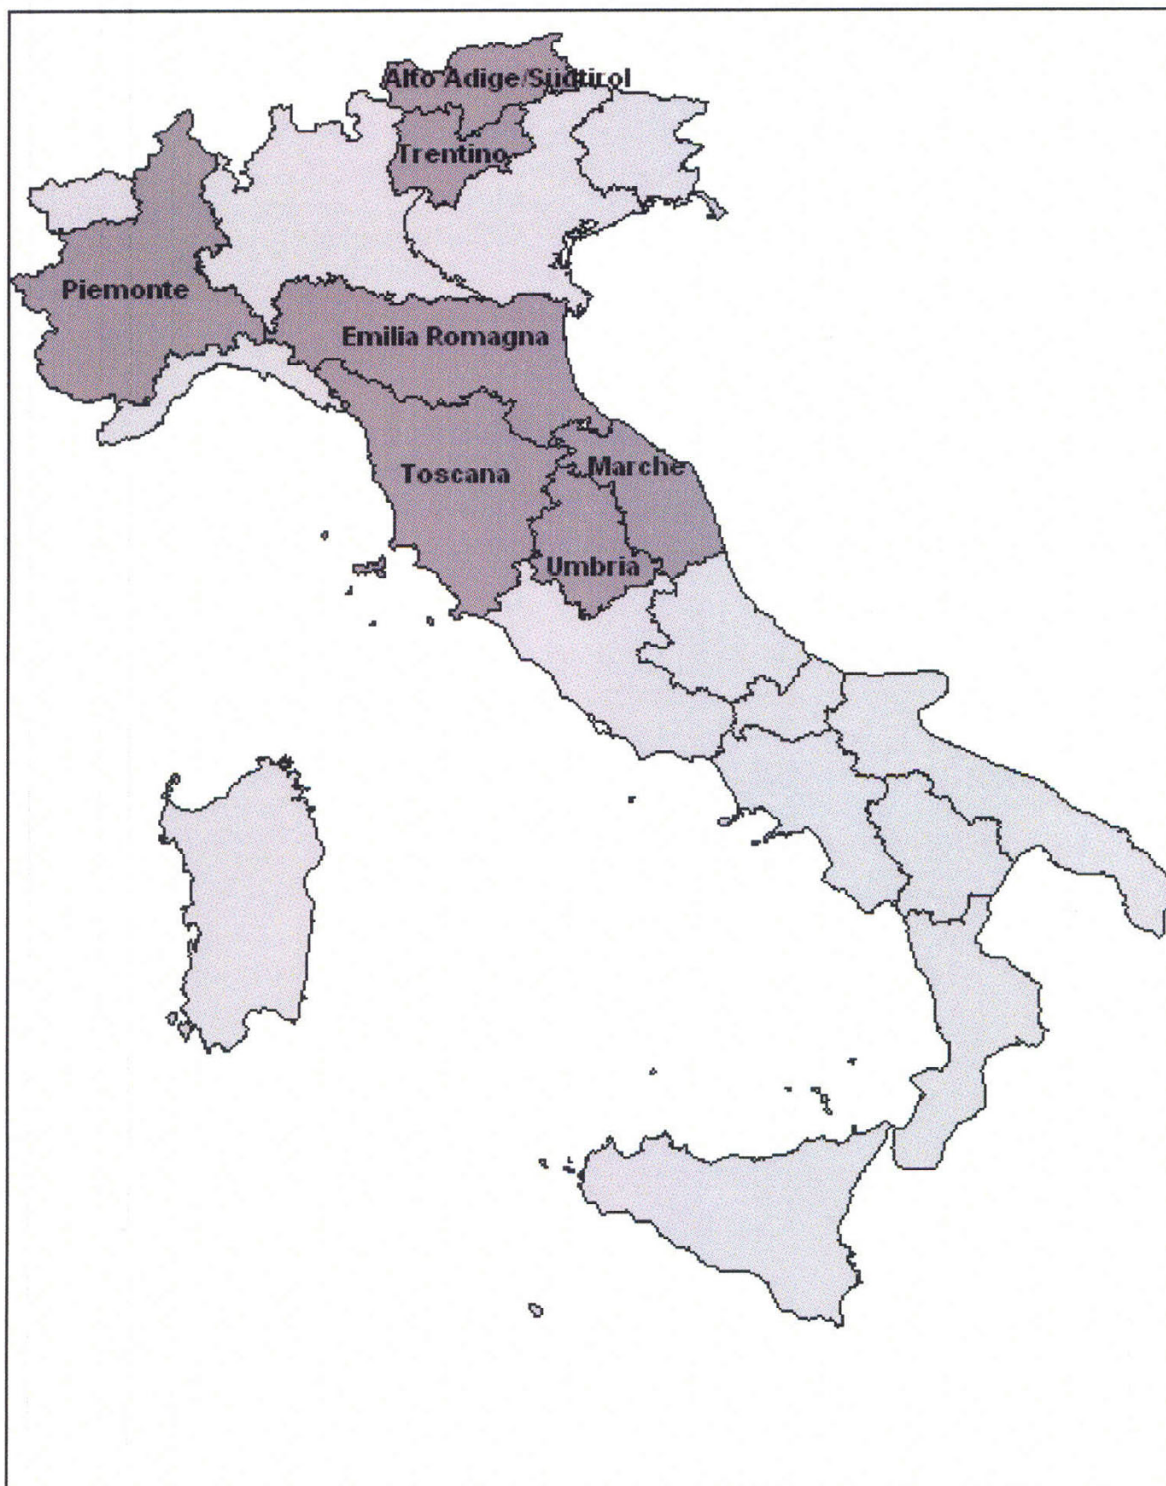 Alto Adige/Südtirol
Trentino
Piemonte
Emilia Romagna
Marche
Toscana
Umbria